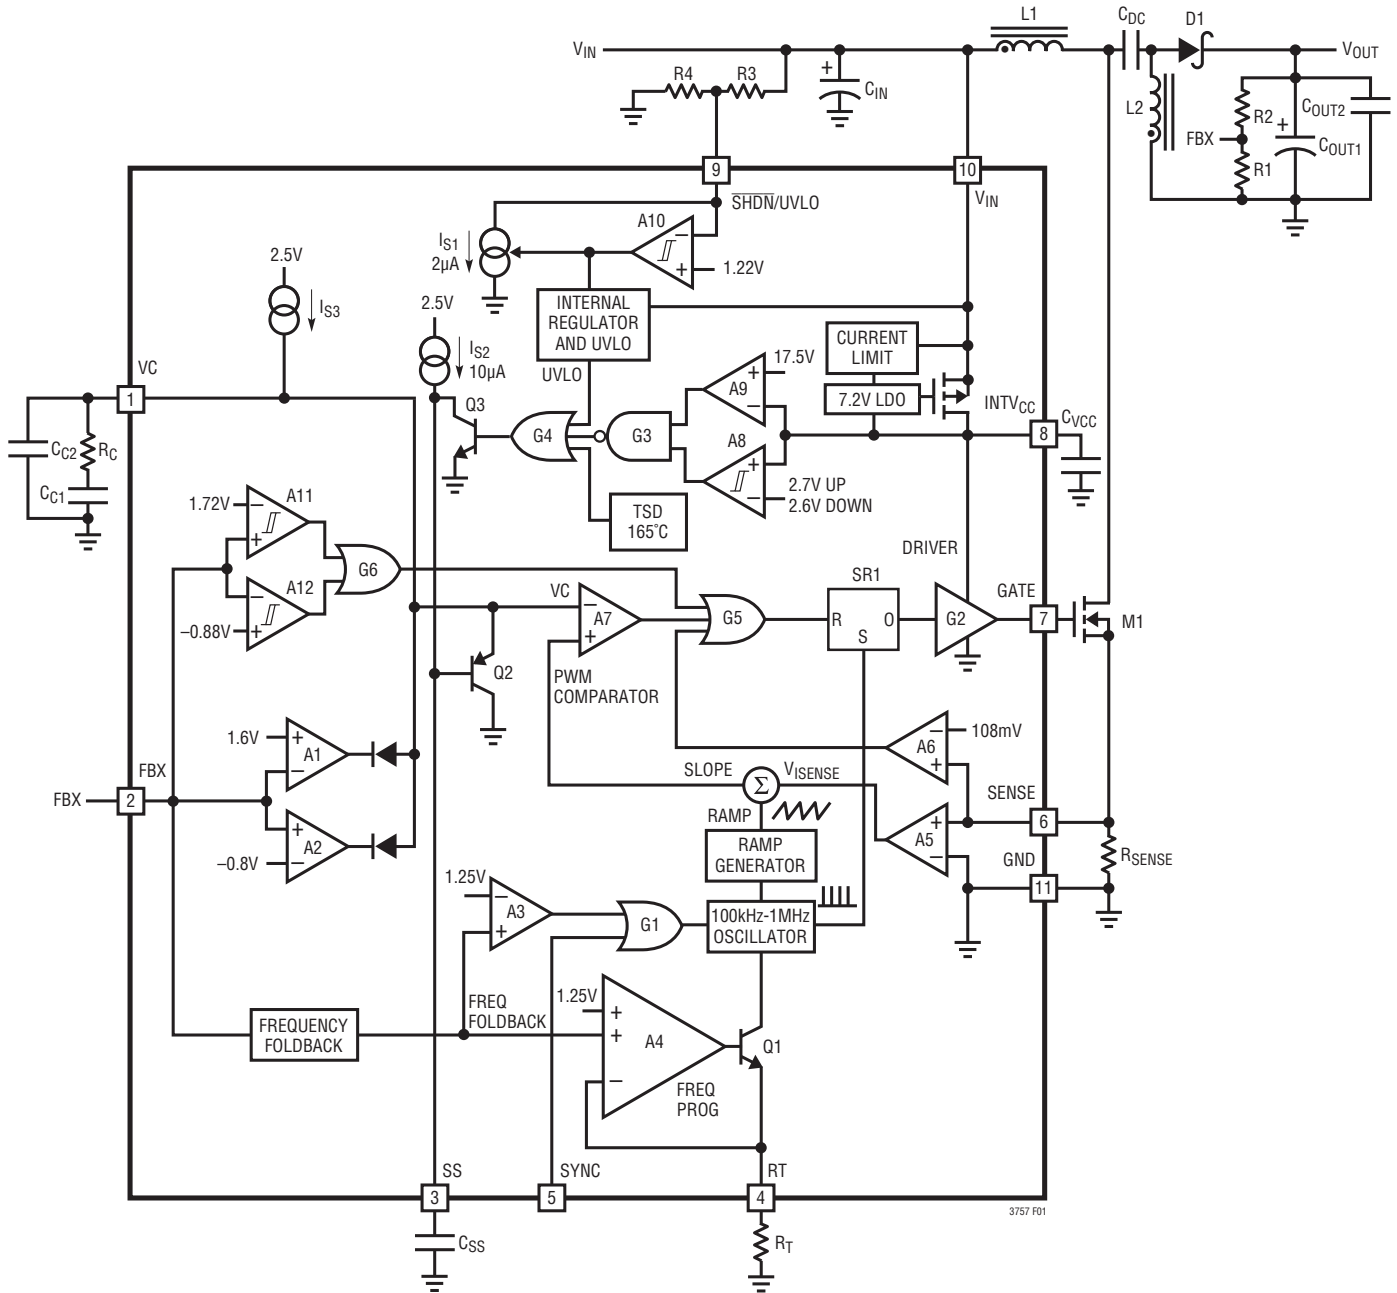 L1
CDC
D1
VIN
VOUT
R4
R3
CIN
L2
R2
COUT2
FBX
+
COUT1
R1
9
10
SHDN/UVLO
VIN
A10
IS1
2µA
1.22V
2.5V
IS3
2.5V
INTERNAL
REGULATOR
AND UVLO
CURRENT
LIMIT
IS2
10µA
UVLO
17.5V
A9
7.2V LDO
INTVCC
VC
1
Q3
G4
G3
A8
8
CVCC
CC2
RC
CC1
2.7V UP
2.6V DOWN
TSD
165˚C
1.72V
A11
G6
A12
–0.88V
DRIVER
VC
A7
G5
SR1
R
O
S
G2
GATE
7
M1
PWM
COMPARATOR
Q2
1.6V
A1
A6
108mV
FBX
FBX
2
SLOPE
Σ
VISENSE
SENSE
6
A2
–0.8V
RAMP
RAMP
GENERATOR
A5
GND
11
RSENSE
1.25V
A3
G1
100kHz-1MHz
OSCILLATOR
FREQUENCY
FOLDBACK
FREQ
FOLDBACK
1.25V
A4
Q1
FREQ
PROG
SS
3
SYNC
5
RT
4
3757 F01
CSS
RT